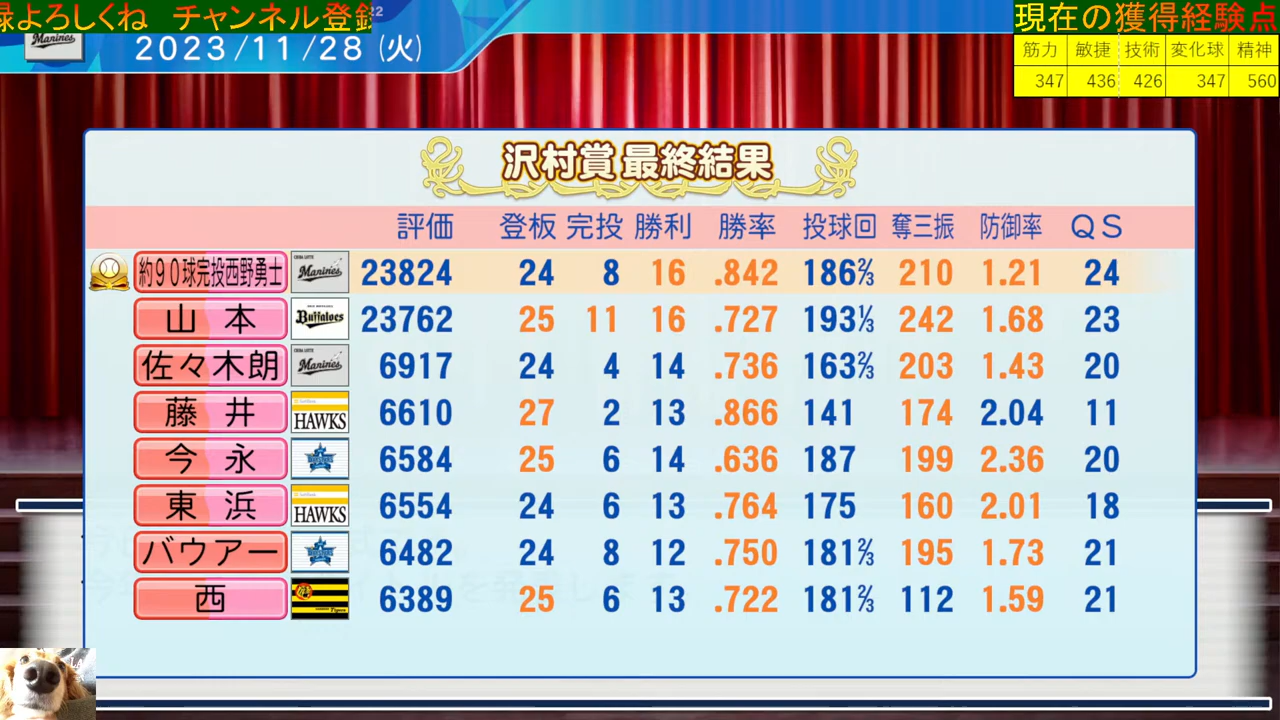 録よろしくね　チャンネル登録
22
Marines
2023/11/28 (火)
現在の獲得経験点
筋力 敏捷 技術 変化球 精神
347 436 426 347 560
沢村賞 最終結果
評価 登板 完投 勝利 勝率 投球回 奪三振 防御率 QS
約90球完投西野勇士 Marines 23824 24 8 16 .842 186⅔ 210 1.21 24
山本 Buffaloes 23762 25 11 16 .727 193⅓ 242 1.68 23
佐々木朗 Marines 6917 24 4 14 .736 163⅔ 203 1.43 20
藤井 HAWKS 6610 27 2 13 .866 141 174 2.04 11
今永 6584 25 6 14 .636 187 199 2.36 20
東浜 HAWKS 6554 24 6 13 .764 175 160 2.01 18
バウアー 6482 24 8 12 .750 181⅔ 195 1.73 21
西 Tigers 6389 25 6 13 .722 181⅔ 112 1.59 21